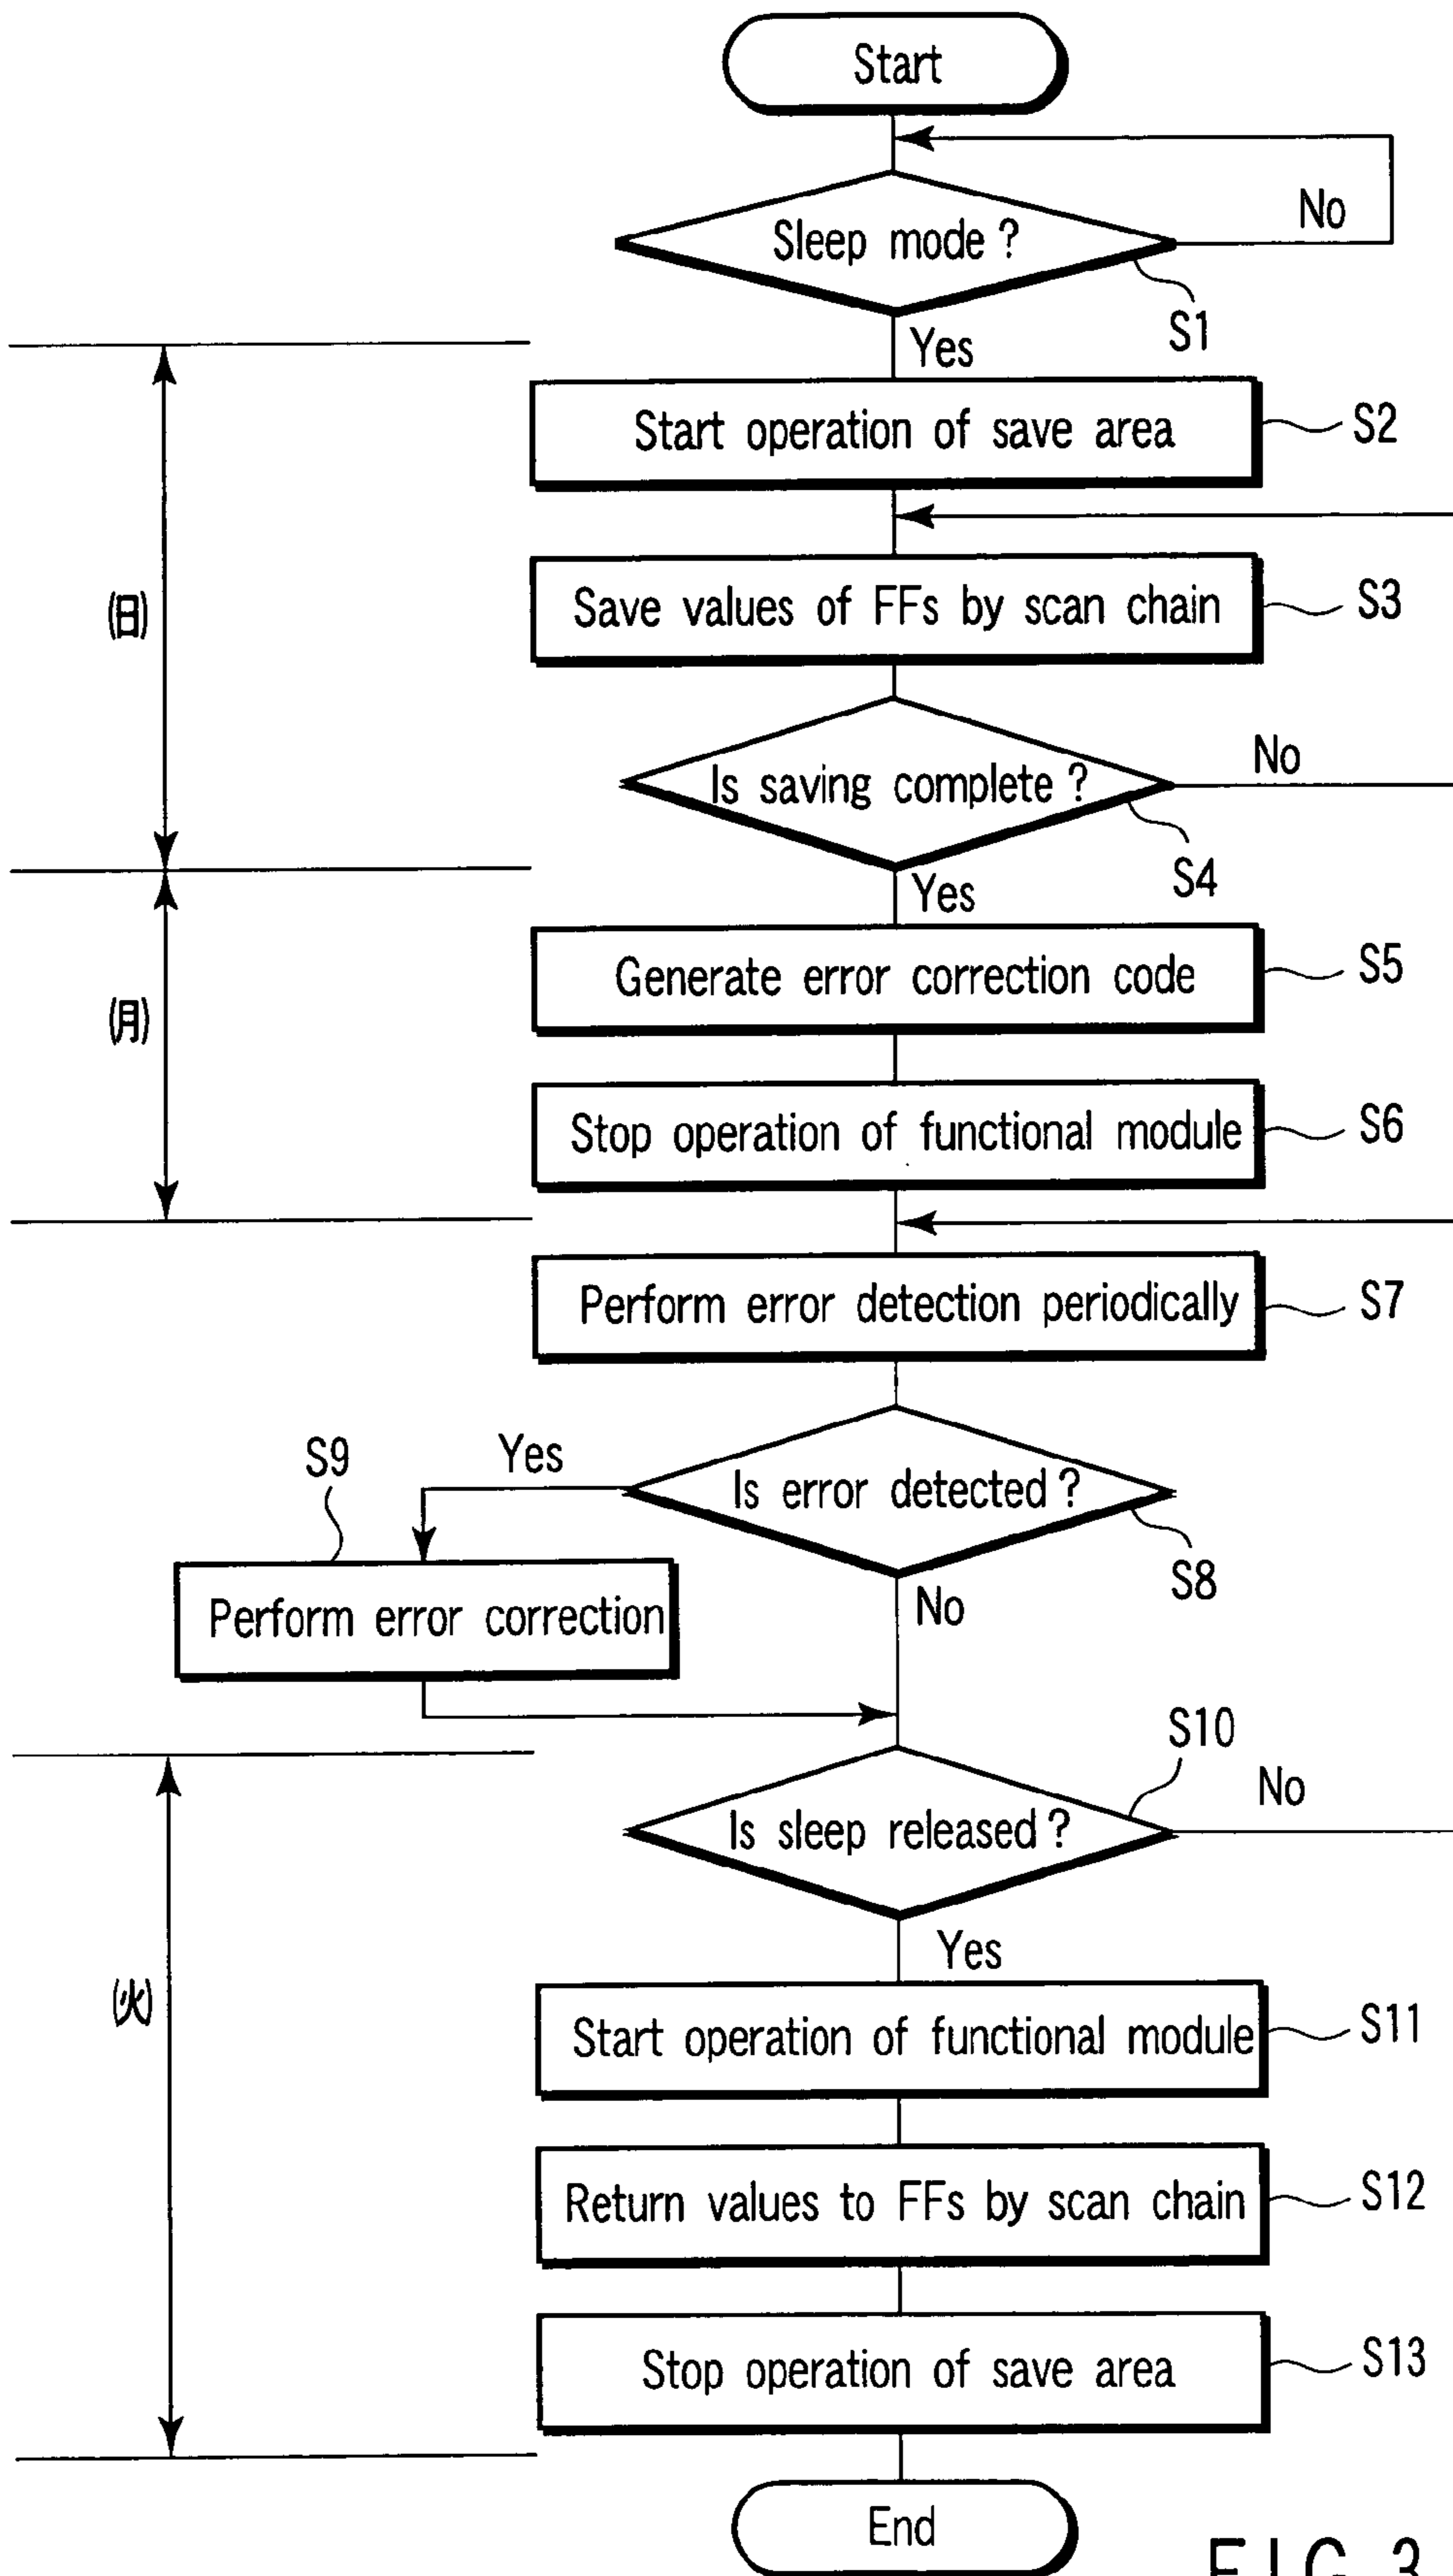 Start
No
Sleep mode ?
S1
Yes
Start operation of save area
S2
Save values of FFs by scan chain
S3
(日)
Is saving complete ?
No
S4
Yes
Generate error correction code
S5
(月)
Stop operation of functional module
S6
Perform error detection periodically
S7
S9
Yes
Is error detected ?
S8
No
Perform error correction
S10
No
Is sleep released ?
Yes
(火)
Start operation of functional module
S11
Return values to FFs by scan chain
S12
Stop operation of save area
S13
End
FIG. 3